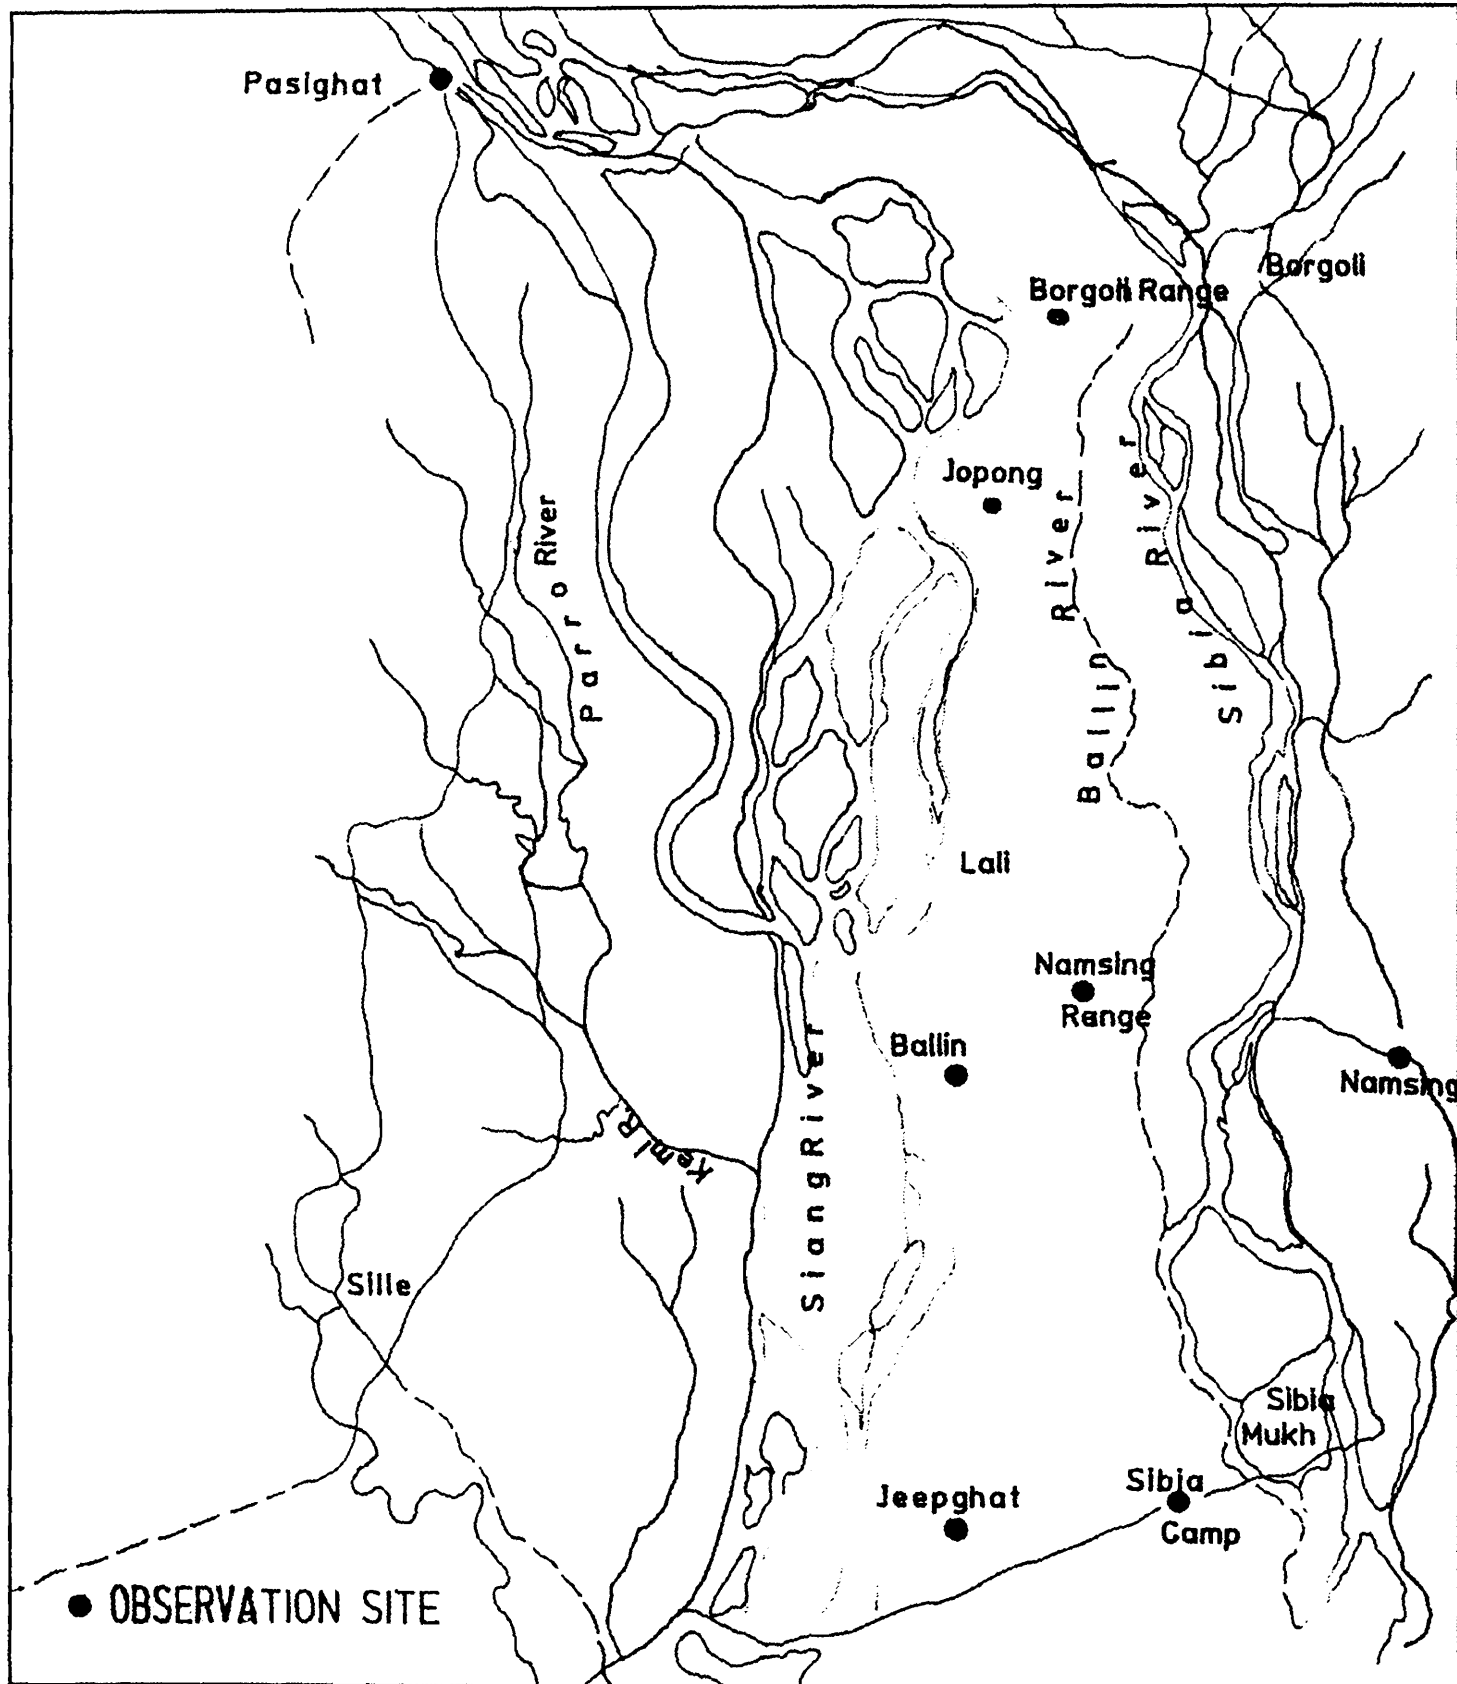 Pasighat
Borgoli
Borgoli Range
Jopong
River
Parro
Ballin River
Sibia River
Lali
Namsing
Range
Ballin
Namsing
Kemi R.
Siang River
Sille
Sibia
Mukh
Jeepghat
Sibia
Camp
OBSERVATION SITE